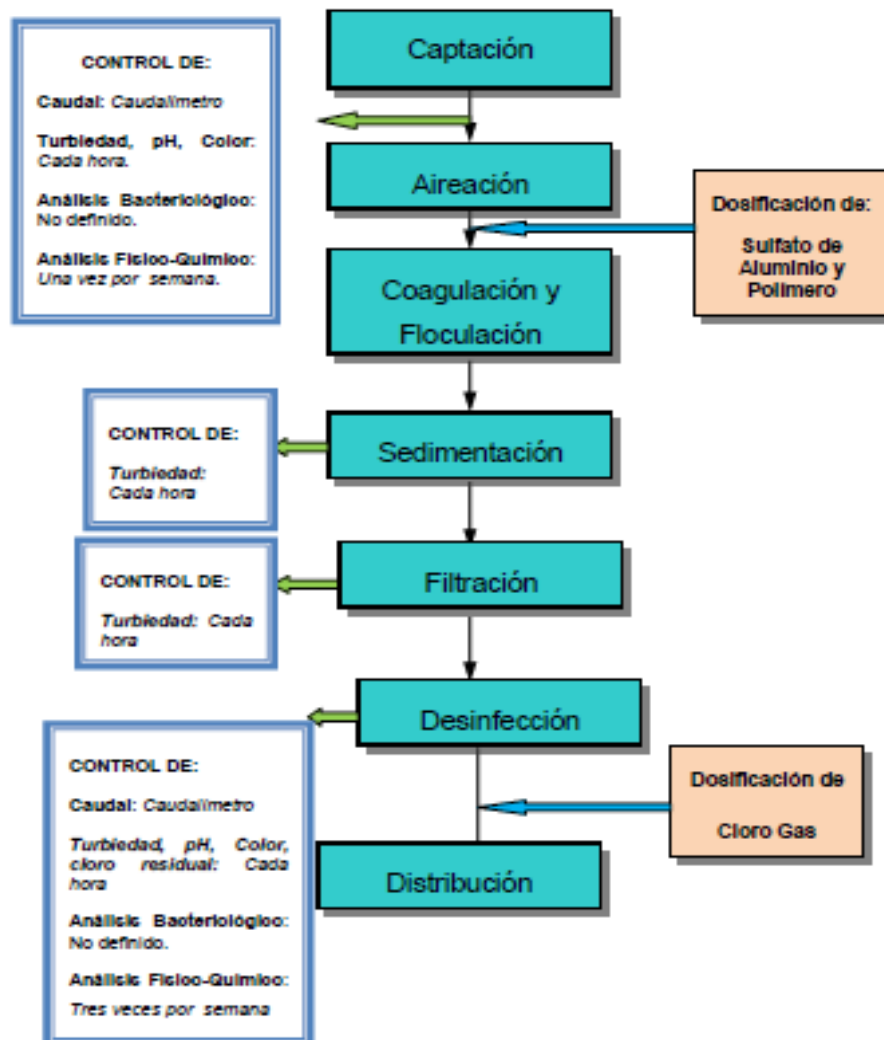 Captación
CONTROL DE:
Caudal: Caudalímetro
Turbiedad, pH, Color:
Cada hora.
Análisis Bacteriológico:
No definido.
Análisis Físico-Químico:
Una vez por semana.
Aireación
Dosificación de:
Sulfato de
Aluminio y
Polímero
Coagulación y
Floculación
CONTROL DE:
Turbiedad:
Cada hora
Sedimentación
CONTROL DE:
Turbiedad: Cada
hora
Filtración
Desinfección
CONTROL DE:
Caudal: Caudalímetro
Turbiedad, pH, Color,
cloro residual: Cada
hora
Análisis Bacteriológico:
No definido.
Análisis Físico-Químico:
Tres veces por semana
Dosificación de
Cloro Gas
Distribución